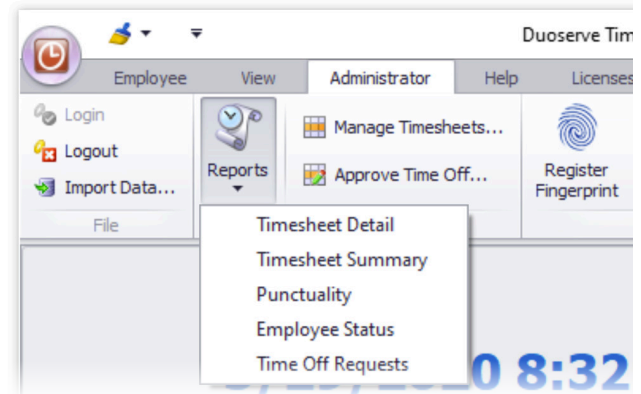 Duoserve Tim
Employee View Administrator Help Licenses
Login
Logout
Import Data...
File
Reports
Manage Timesheets...
Approve Time Off...
Register
Fingerprint
Timesheet Detail
Timesheet Summary
Punctuality
Employee Status
Time Off Requests
0 8:32